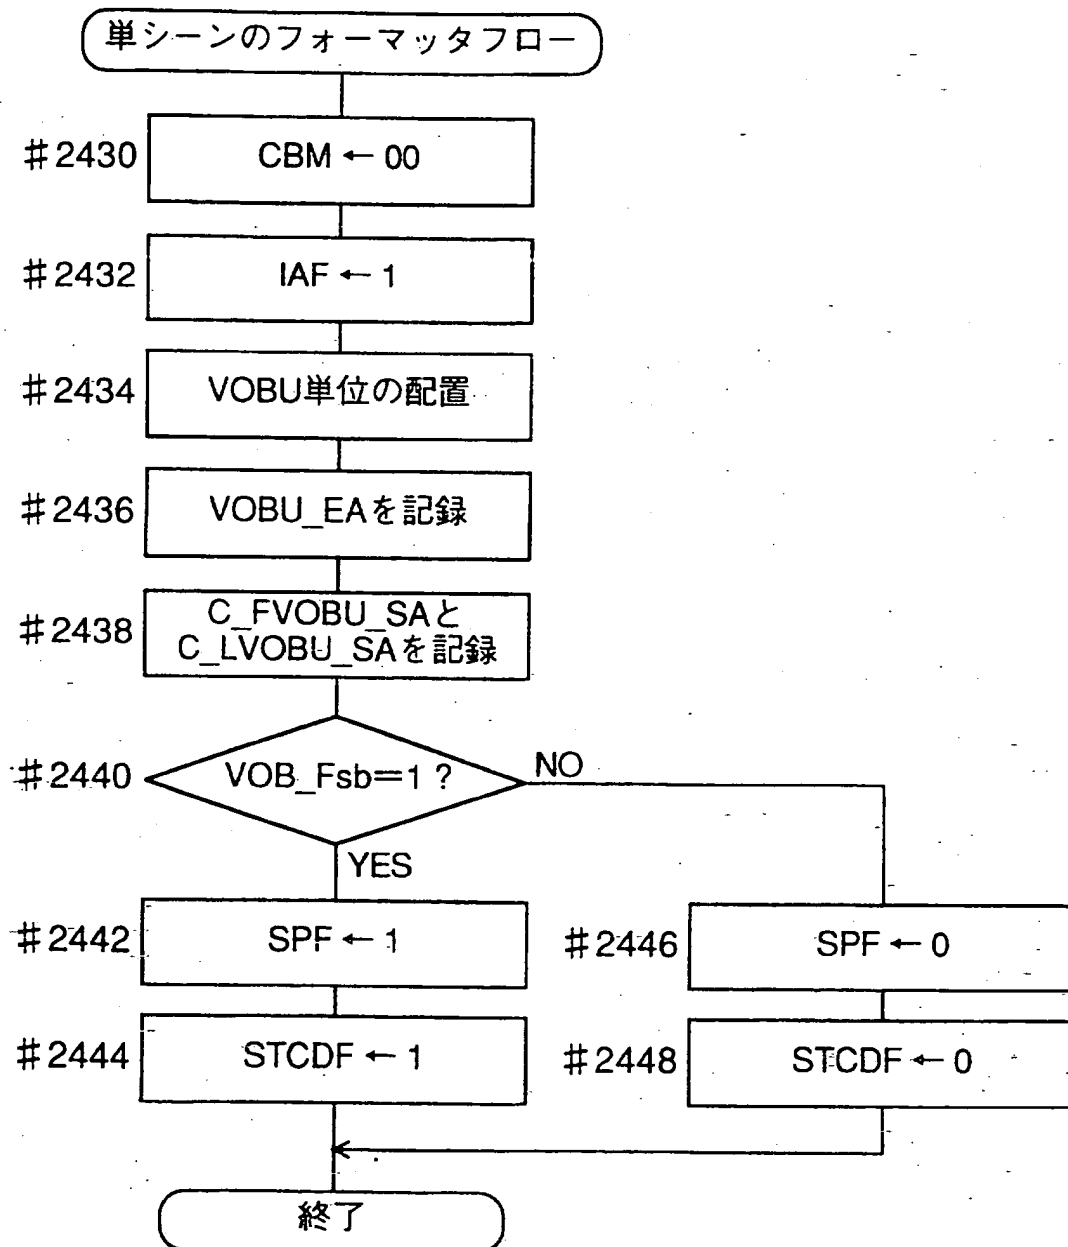 単シーンのフォーマッタフロー
#2430
CBM ← 00
#2432
IAF ← 1
#2434
VOBU単位の配置
#2436
VOBU_EAを記録
#2438
C_FVOBU_SAと
C_LVOBU_SAを記録
#2440
VOB_Fsb=1 ?
NO
YES
#2442
SPF ← 1
#2446
SPF ← 0
#2444
STCDF ← 1
#2448
STCDF ← 0
終了